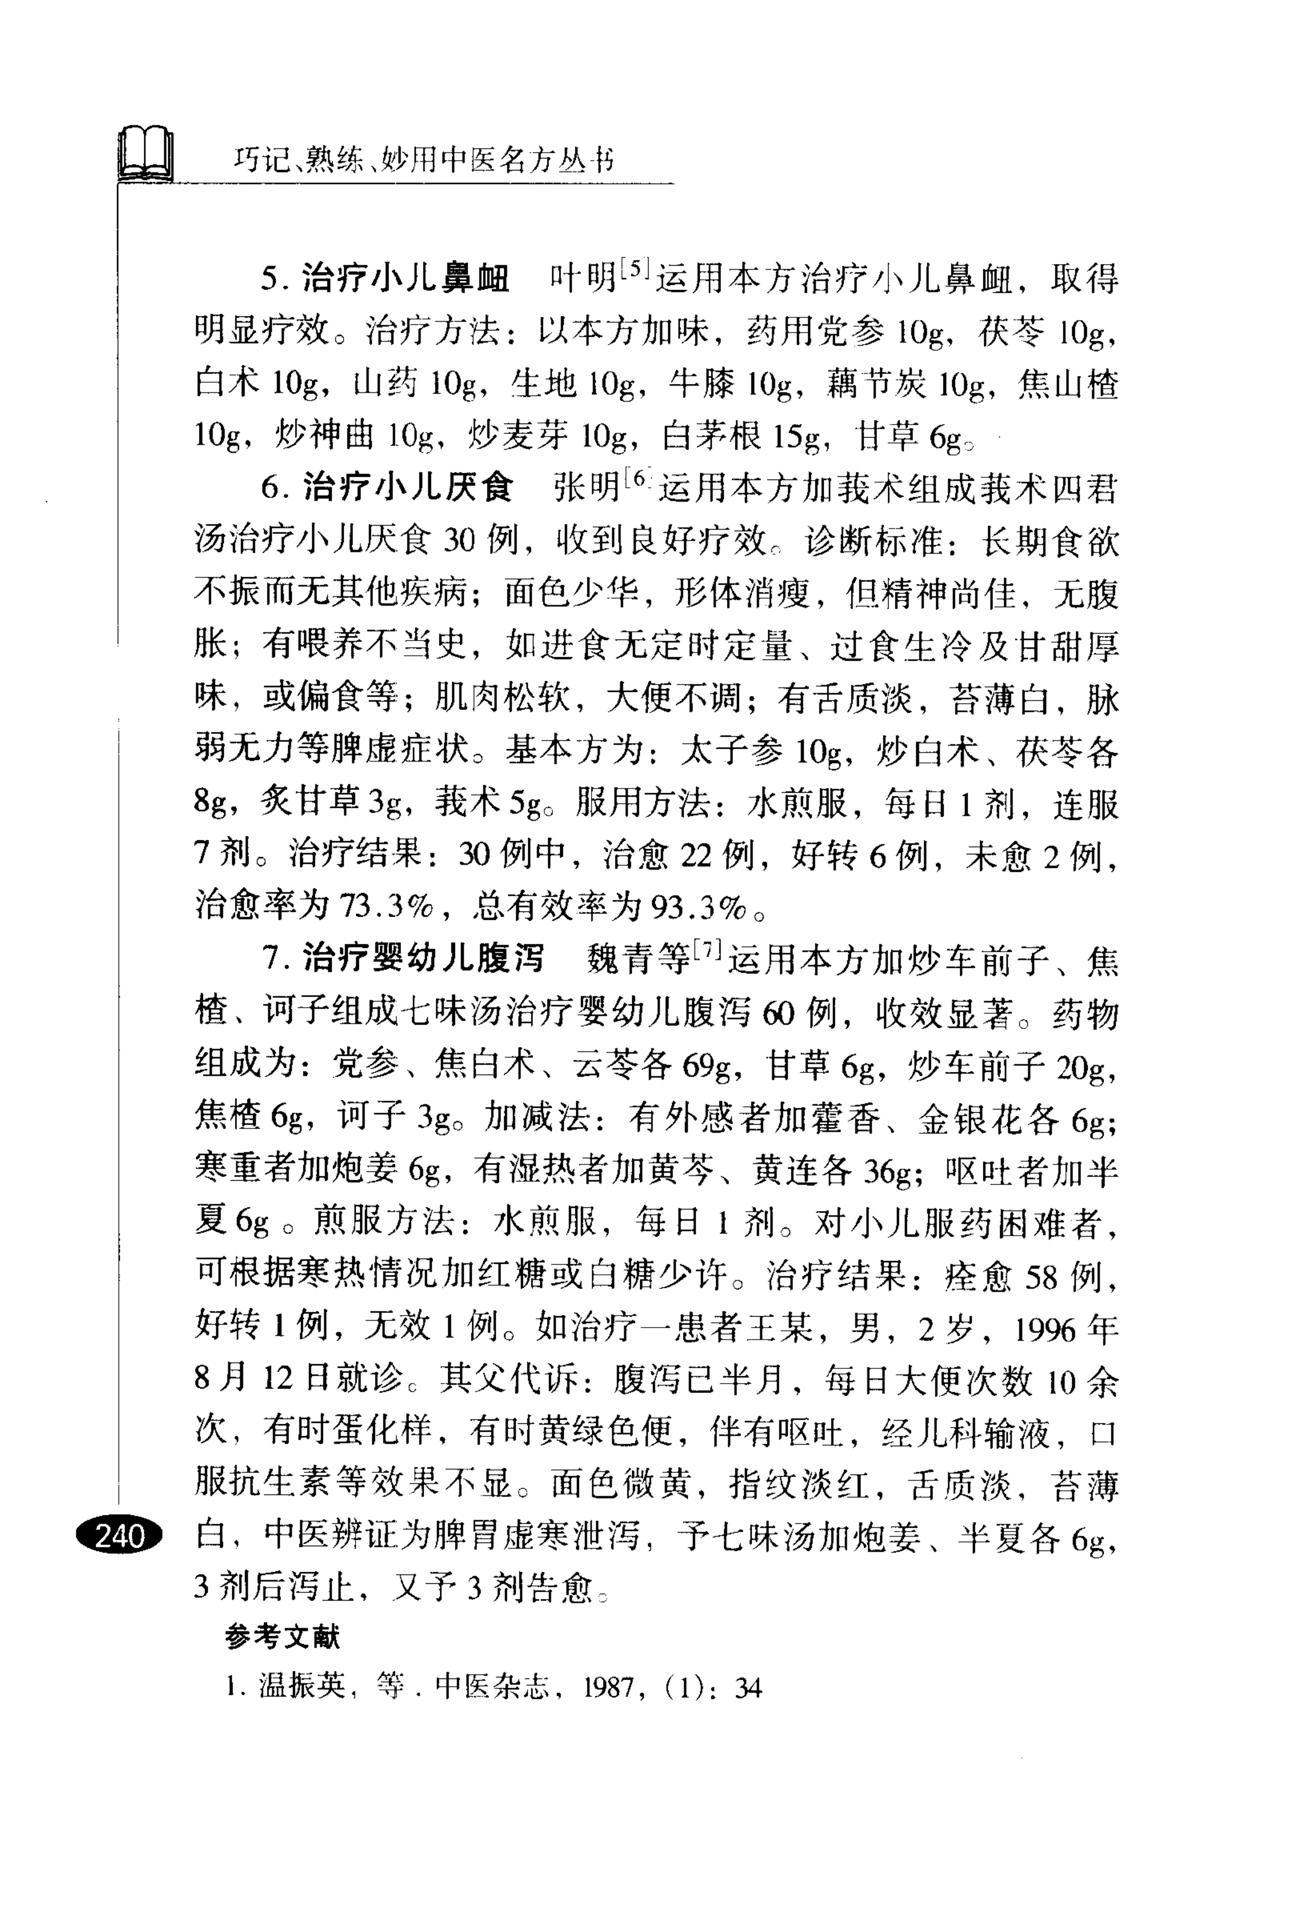 巧记、熟练、妙用中医名方丛书
5. 治疗小儿鼻衄 叶明[5]运用本方治疗小儿鼻衄，取得
明显疗效。治疗方法：以本方加味，药用党参 10g，茯苓 10g，
白术 10g，山药 10g，生地 10g，牛膝 10g，藕节炭 10g，焦山楂
10g，炒神曲 10g，炒麦芽 10g，白茅根 15g，甘草 6g。
6. 治疗小儿厌食 张明[6]运用本方加莪术组成莪术四君
汤治疗小儿厌食 30 例，收到良好疗效。诊断标准：长期食欲
不振而无其他疾病；面色少华，形体消瘦，但精神尚佳，无腹
胀；有喂养不当史，如进食无定时定量、过食生冷及甘甜厚
味，或偏食等；肌肉松软，大便不调；有舌质淡，苔薄白，脉
弱无力等脾虚症状。基本方为：太子参 10g，炒白术、茯苓各
8g，炙甘草 3g，莪术 5g。服用方法：水煎服，每日 1 剂，连服
7 剂。治疗结果：30 例中，治愈 22 例，好转 6 例，未愈 2 例，
治愈率为 73.3%，总有效率为 93.3%。
7. 治疗婴幼儿腹泻 魏青等[7]运用本方加炒车前子、焦
楂、诃子组成七味汤治疗婴幼儿腹泻 60 例，收效显著。药物
组成为：党参、焦白术、云苓各 69g，甘草 6g，炒车前子 20g，
焦楂 6g，诃子 3g。加减法：有外感者加藿香、金银花各 6g；
寒重者加炮姜 6g，有湿热者加黄芩、黄连各 36g；呕吐者加半
夏 6g 。煎服方法：水煎服，每日 1 剂。对小儿服药困难者，
可根据寒热情况加红糖或白糖少许。治疗结果：痊愈 58 例，
好转 1 例，无效 1 例。如治疗一患者王某，男，2 岁，1996 年
8 月 12 日就诊。其父代诉：腹泻已半月，每日大便次数 10 余
次，有时蛋化样，有时黄绿色便，伴有呕吐，经儿科输液，口
服抗生素等效果不显。面色微黄，指纹淡红，舌质淡，苔薄
白，中医辨证为脾胃虚寒泄泻，予七味汤加炮姜、半夏各 6g，
3 剂后泻止，又予 3 剂告愈。
240
参考文献
1. 温振英，等．中医杂志，1987，(1)：34